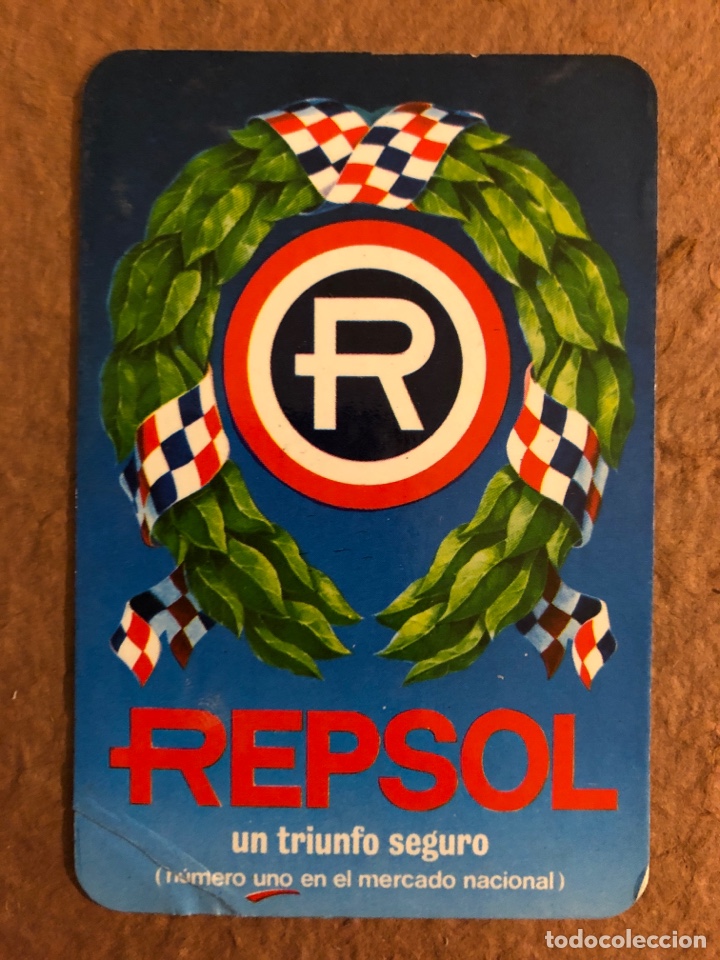 R
REPSOL
un triunfo seguro
(número uno en el mercado nacional)
todocoleccion